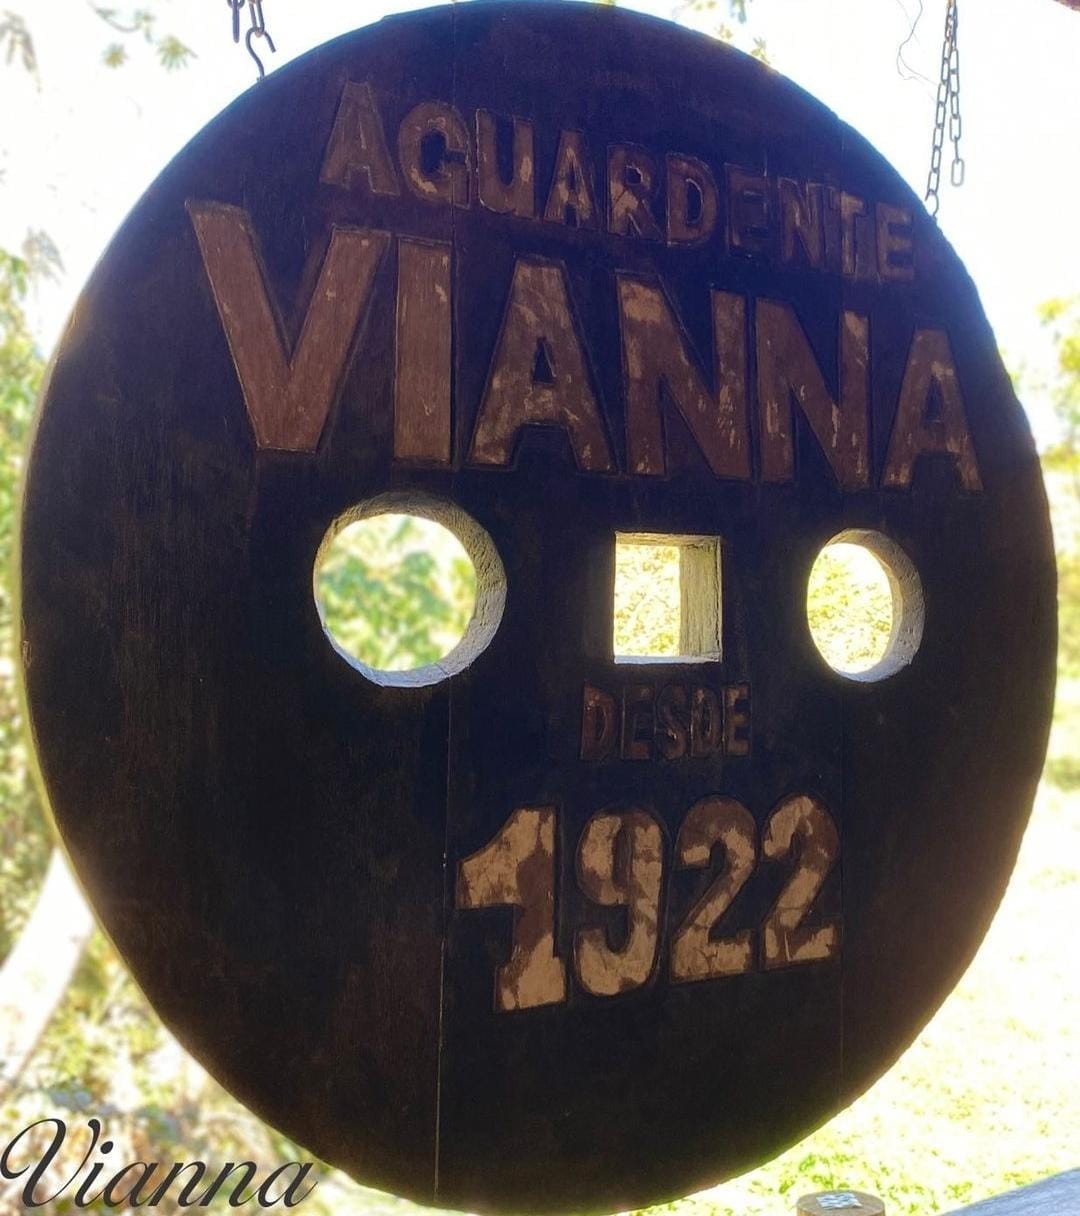 AGUARDENTE
VIANNA
DESDE
1922
Vianna